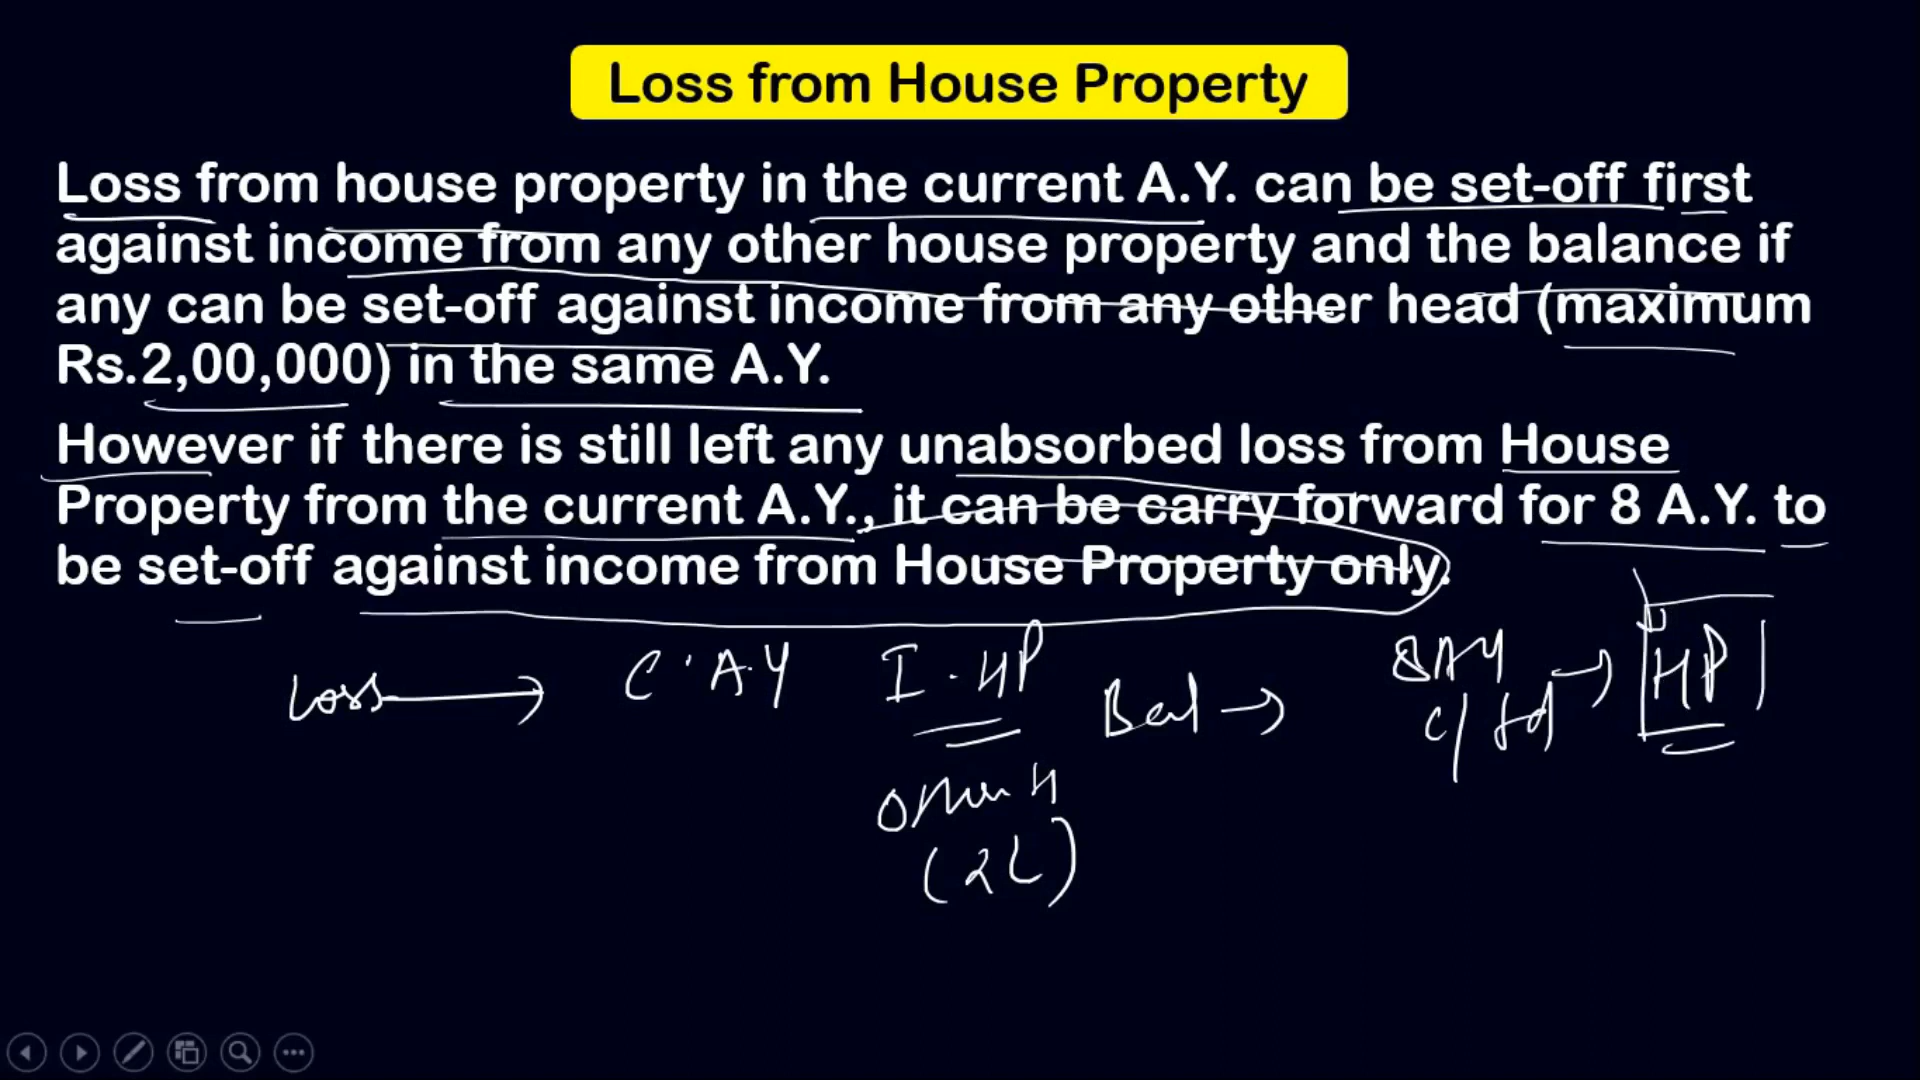 Loss from House Property
Loss from house property in the current A.Y. can be set-off first
against income from any other house property and the balance if
any can be set-off against income from any other head (maximum
Rs.2,00,000) in the same A.Y.
However if there is still left any unabsorbed loss from House
Property from the current A.Y., it can be carry forward for 8 A.Y. to
be set-off against income from House Property only.
Loss → C.A.Y I.HP Bal → 8AY → HP
c/fd
Other H
(2L)